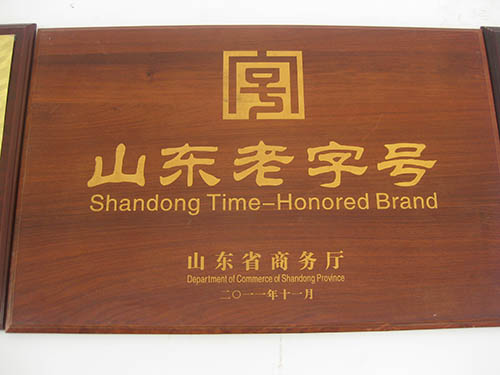 山东老字号
Shandong Time-Honored Brand
山东省商务厅
Department of Commerce of Shandong Province
二〇一一年十一月